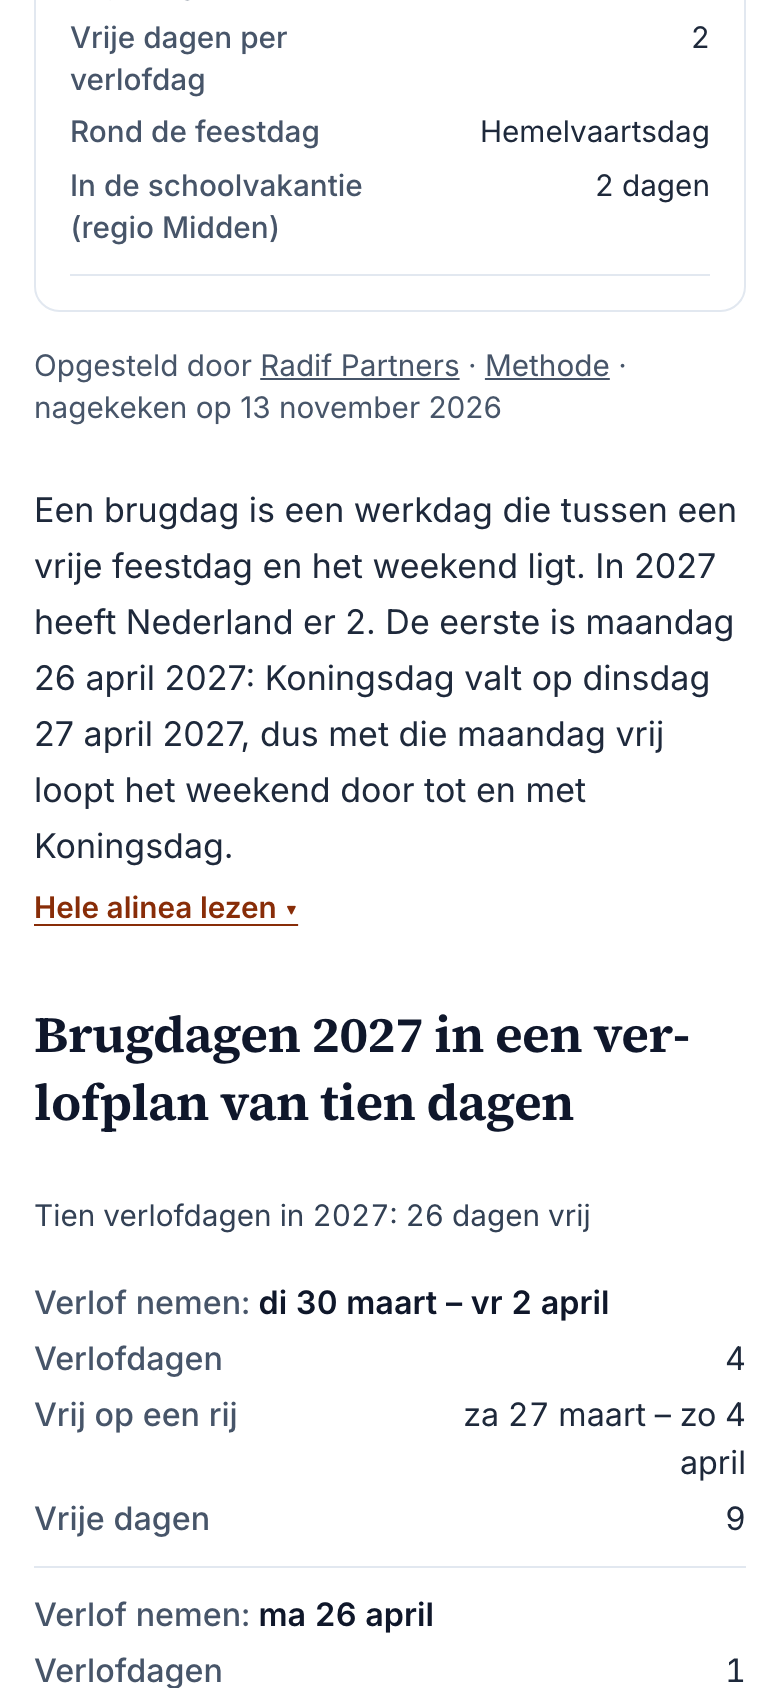 Vrije dagen per
verlofdag
2
Rond de feestdag
Hemelvaartsdag
In de schoolvakantie
(regio Midden)
2 dagen
Opgesteld door Radif Partners · Methode ·
nagekeken op 13 november 2026
Een brugdag is een werkdag die tussen een
vrije feestdag en het weekend ligt. In 2027
heeft Nederland er 2. De eerste is maandag
26 april 2027: Koningsdag valt op dinsdag
27 april 2027, dus met die maandag vrij
loopt het weekend door tot en met
Koningsdag.
Hele alinea lezen ▾
Brugdagen 2027 in een ver-
lofplan van tien dagen
Tien verlofdagen in 2027: 26 dagen vrij
Verlof nemen: di 30 maart – vr 2 april
Verlofdagen 4
Vrij op een rij za 27 maart – zo 4
april
Vrije dagen 9
Verlof nemen: ma 26 april
Verlofdagen 1